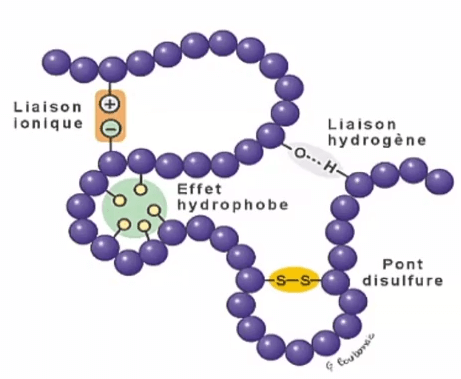 Liaison
ionique
+
−
Liaison
hydrogène
O---H
Effet
hydrophobe
S–S
Pont
disulfure